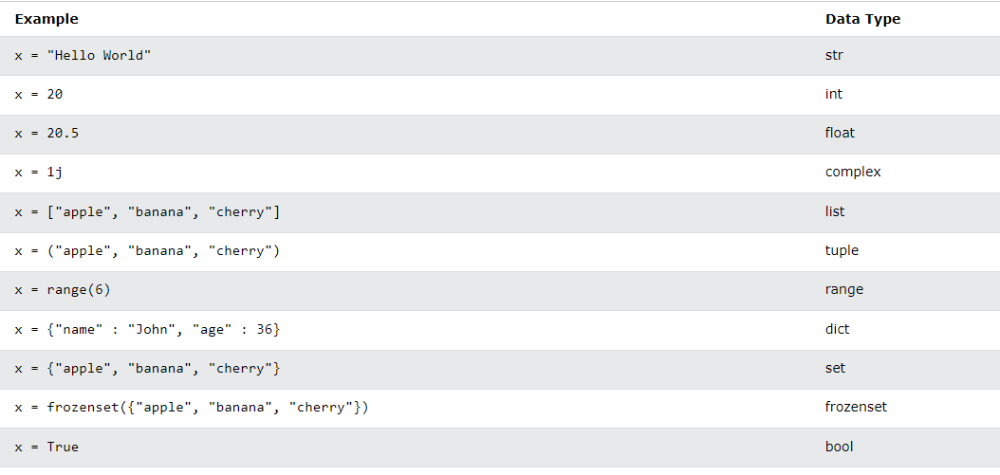 Example Data Type
x = "Hello World" str
x = 20 int
x = 20.5 float
x = 1j complex
x = ["apple", "banana", "cherry"] list
x = ("apple", "banana", "cherry") tuple
x = range(6) range
x = {"name" : "John", "age" : 36} dict
x = {"apple", "banana", "cherry"} set
x = frozenset({"apple", "banana", "cherry"}) frozenset
x = True bool